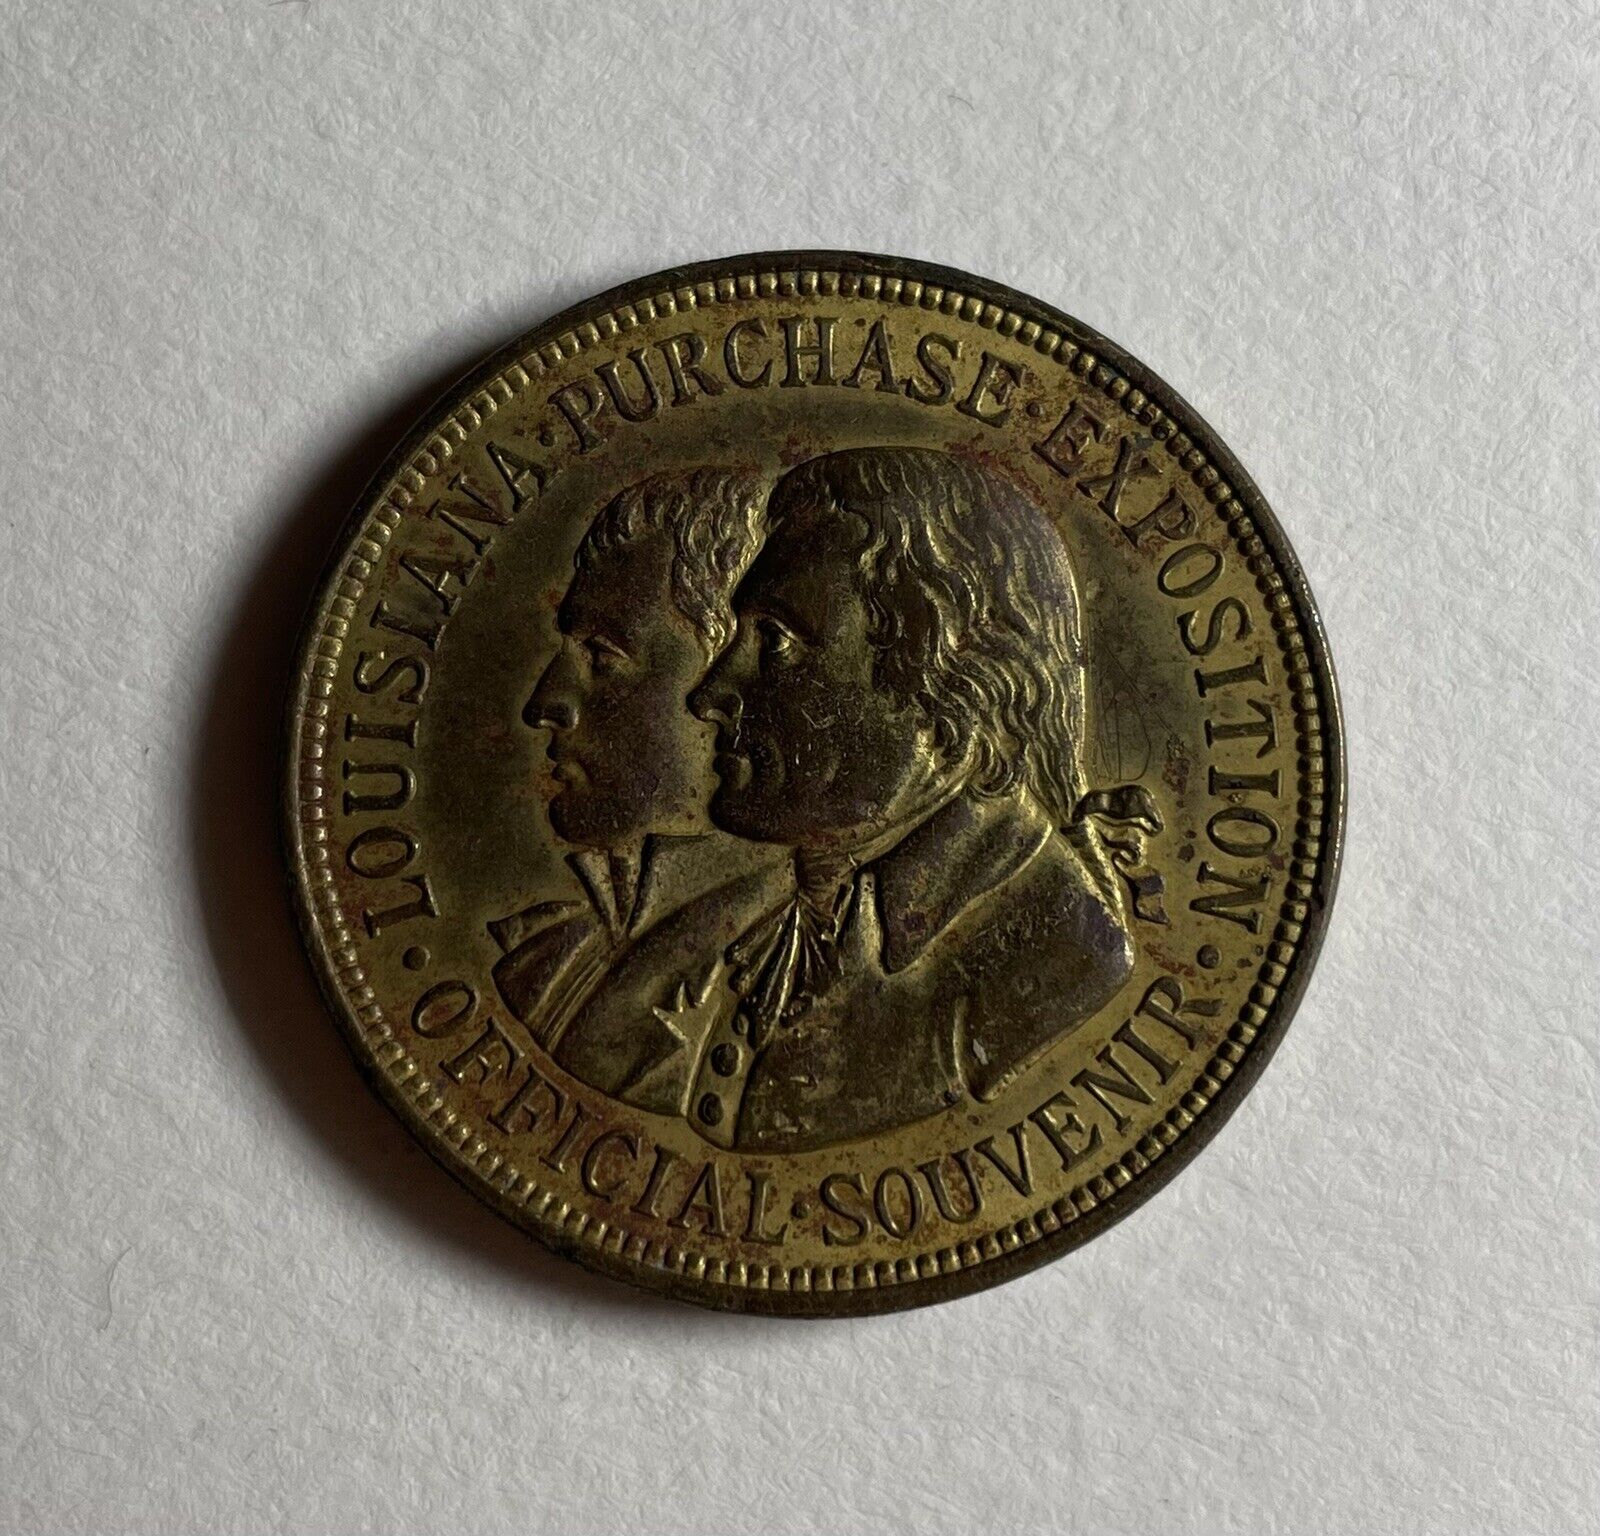 LOUISIANA·PURCHASE·EXPOSITION·
·OFFICIAL·SOUVENIR·